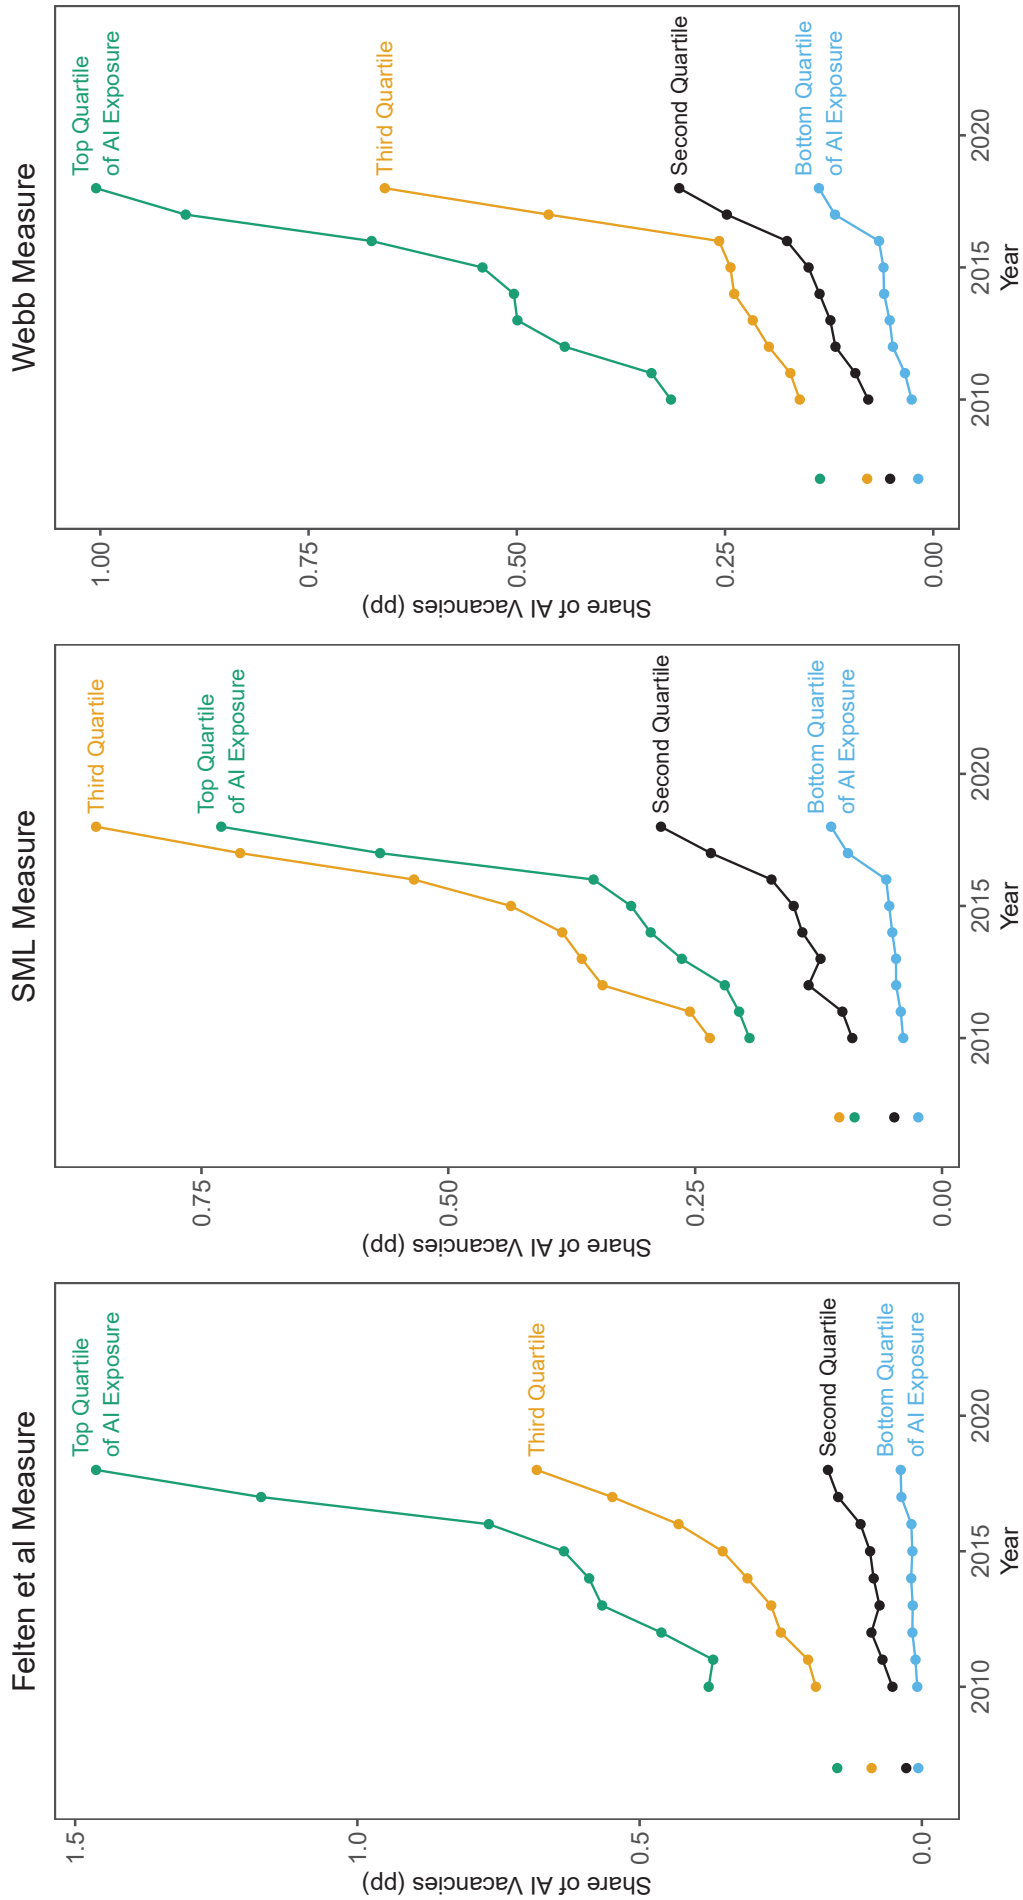 Felten et al Measure
Share of AI Vacancies (pp)
1.5
1.0
0.5
0.0
Top Quartile
of AI Exposure
Third Quartile
Second Quartile
Bottom Quartile
of AI Exposure
2010
2015
2020
Year
SML Measure
Share of AI Vacancies (pp)
0.75
0.50
0.25
0.00
Third Quartile
Top Quartile
of AI Exposure
Second Quartile
Bottom Quartile
of AI Exposure
2010
2015
2020
Year
Webb Measure
Share of AI Vacancies (pp)
1.00
0.75
0.50
0.25
0.00
Top Quartile
of AI Exposure
Third Quartile
Second Quartile
Bottom Quartile
of AI Exposure
2010
2015
2020
Year